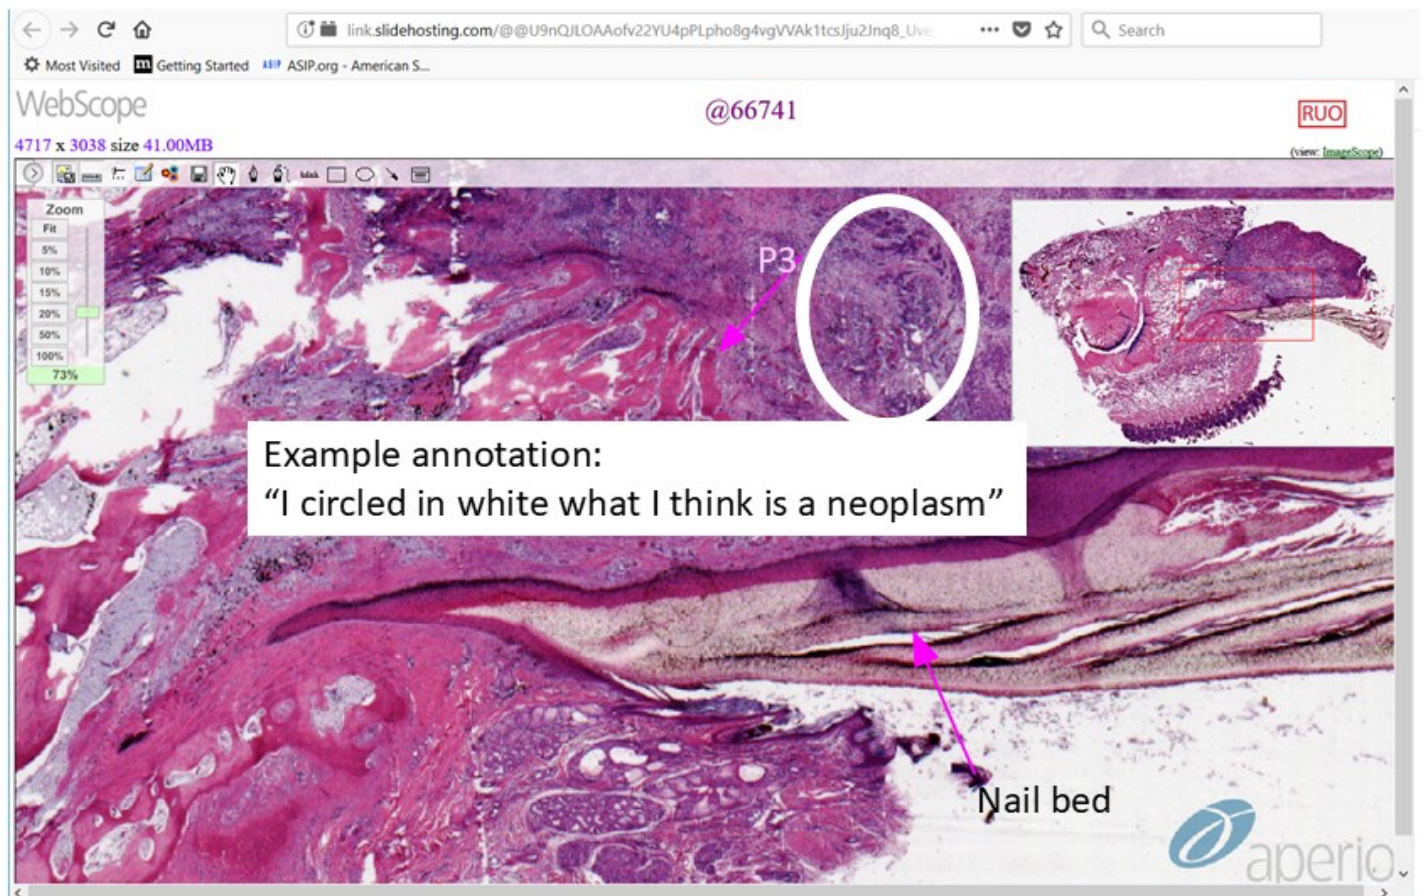 link.slidehosting.com/@@U9nQJLOAAofv22YU4pPLpho8g4vgVVAk1tcsJju2Jnq8_Uve
Search
Most Visited Getting Started ASIP ASIP.org - American S...
WebScope
@66741
RUO
4717 x 3038 size 41.00MB
(view: ImageScope)
Zoom
Fit
5%
10%
15%
20%
50%
100%
73%
P3
Example annotation:
“I circled in white what I think is a neoplasm”
Nail bed
aperio